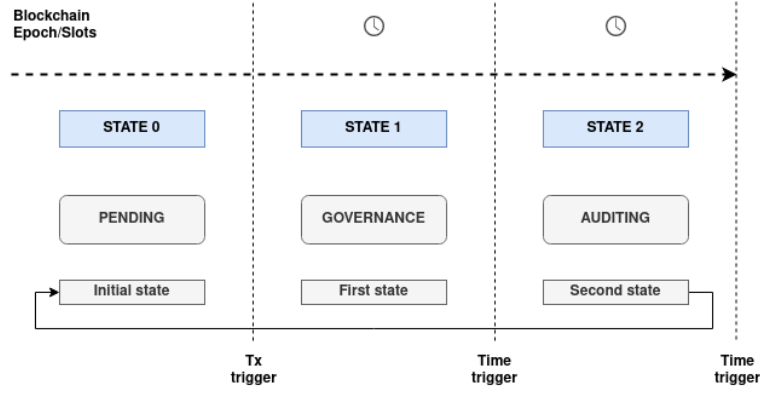 Blockchain
Epoch/Slots
STATE 0
STATE 1
STATE 2
PENDING
GOVERNANCE
AUDITING
Initial state
First state
Second state
Tx
trigger
Time
trigger
Time
trigger